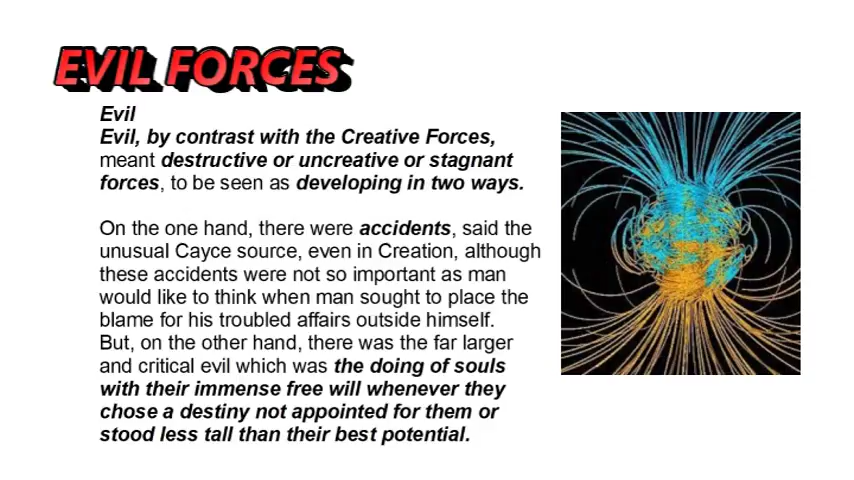 EVIL FORCES
Evil
Evil, by contrast with the Creative Forces,
meant destructive or uncreative or stagnant
forces, to be seen as developing in two ways.
On the one hand, there were accidents, said the
unusual Cayce source, even in Creation, although
these accidents were not so important as man
would like to think when man sought to place the
blame for his troubled affairs outside himself.
But, on the other hand, there was the far larger
and critical evil which was the doing of souls
with their immense free will whenever they
chose a destiny not appointed for them or
stood less tall than their best potential.